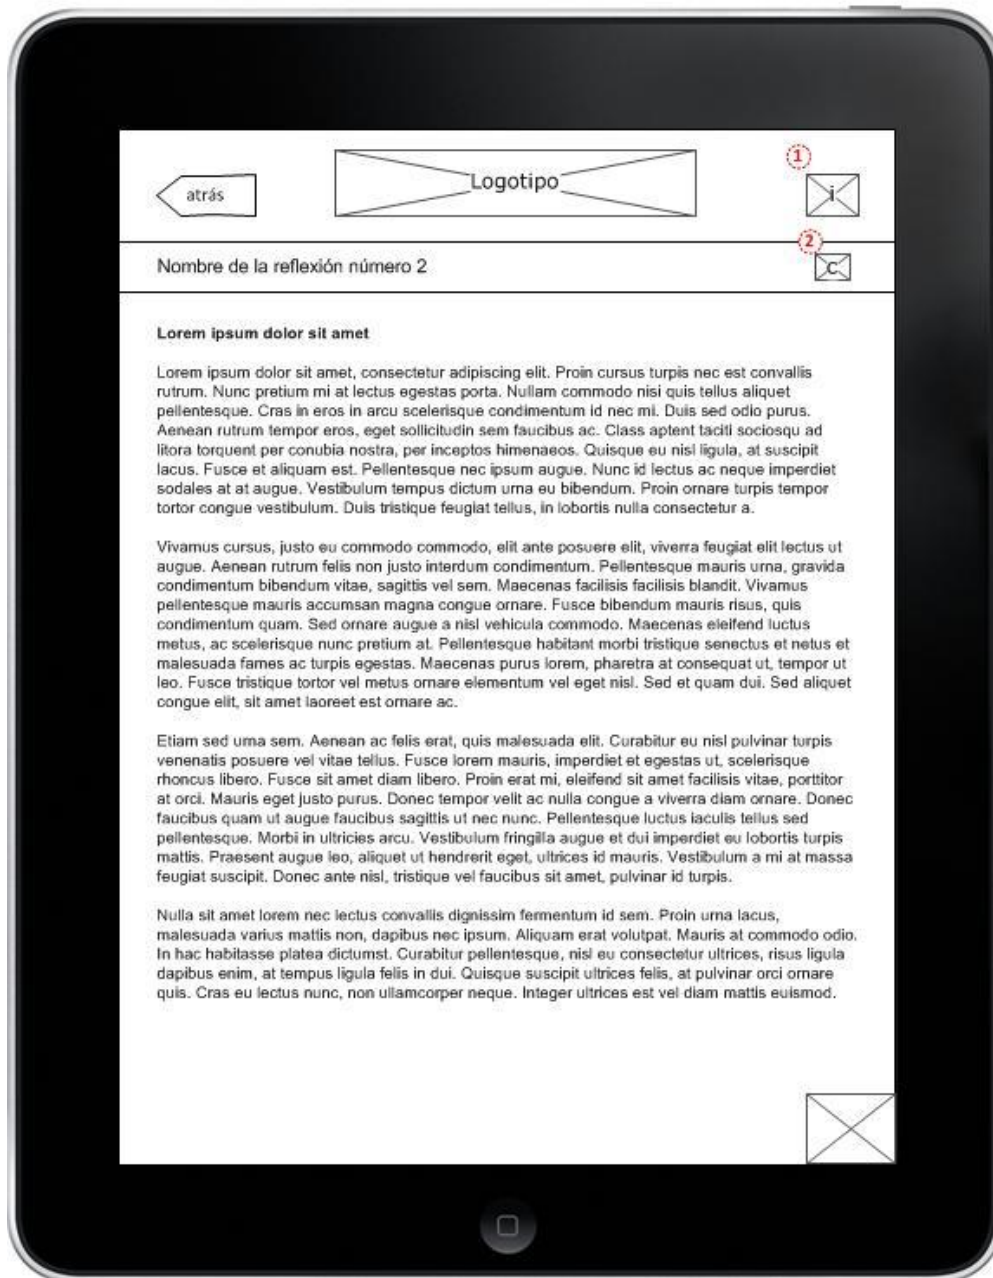 1
atrás
Logotipo
i
2
Nombre de la reflexión número 2
C
Lorem ipsum dolor sit amet
Lorem ipsum dolor sit amet, consectetur adipiscing elit. Proin cursus turpis nec est convallis
rutrum. Nunc pretium mi at lectus egestas porta. Nullam commodo nisi quis tellus aliquet
pellentesque. Cras in eros in arcu scelerisque condimentum id nec mi. Duis sed odio purus.
Aenean rutrum tempor eros, eget sollicitudin sem faucibus ac. Class aptent taciti sociosqu ad
litora torquent per conubia nostra, per inceptos himenaeos. Quisque eu nisl ligula, at suscipit
lacus. Fusce et aliquam est. Pellentesque nec ipsum augue. Nunc id lectus ac neque imperdiet
sodales at at augue. Vestibulum tempus dictum urna eu bibendum. Proin ornare turpis tempor
tortor congue vestibulum. Duis tristique feugiat tellus, in lobortis nulla consectetur a.
Vivamus cursus, justo eu commodo commodo, elit ante posuere elit, viverra feugiat elit lectus ut
augue. Aenean rutrum felis non justo interdum condimentum. Pellentesque mauris urna, gravida
condimentum bibendum vitae, sagittis vel sem. Maecenas facilisis facilisis blandit. Vivamus
pellentesque mauris accumsan magna congue ornare. Fusce bibendum mauris risus, quis
condimentum quam. Sed ornare augue a nisl vehicula commodo. Maecenas eleifend luctus
metus, ac scelerisque nunc pretium at. Pellentesque habitant morbi tristique senectus et netus et
malesuada fames ac turpis egestas. Maecenas purus lorem, pharetra at consequat ut, tempor ut
leo. Fusce tristique tortor vel metus ornare elementum vel eget nisl. Sed et quam dui. Sed aliquet
congue elit, sit amet laoreet est ornare ac.
Etiam sed urna sem. Aenean ac felis erat, quis malesuada elit. Curabitur eu nisl pulvinar turpis
venenatis posuere vel vitae tellus. Fusce lorem mauris, imperdiet et egestas ut, scelerisque
rhoncus libero. Fusce sit amet diam libero. Proin erat mi, eleifend sit amet facilisis vitae, porttitor
at orci. Mauris eget justo purus. Donec tempor velit ac nulla congue a viverra diam ornare. Donec
faucibus quam ut augue faucibus sagittis ut nec nunc. Pellentesque luctus iaculis tellus sed
pellentesque. Morbi in ultricies arcu. Vestibulum fringilla augue et dui imperdiet eu lobortis turpis
mattis. Praesent augue leo, aliquet ut hendrerit eget, ultrices id mauris. Vestibulum a mi at massa
feugiat suscipit. Donec ante nisl, tristique vel faucibus sit amet, pulvinar id turpis.
Nulla sit amet lorem nec lectus convallis dignissim fermentum id sem. Proin urna lacus,
malesuada varius mattis non, dapibus nec ipsum. Aliquam erat volutpat. Mauris at commodo odio.
In hac habitasse platea dictumst. Curabitur pellentesque, nisl eu consectetur ultrices, risus ligula
dapibus enim, at tempus ligula felis in dui. Quisque suscipit ultrices felis, at pulvinar orci ornare
quis. Cras eu lectus nunc, non ullamcorper neque. Integer ultrices est vel diam mattis euismod.